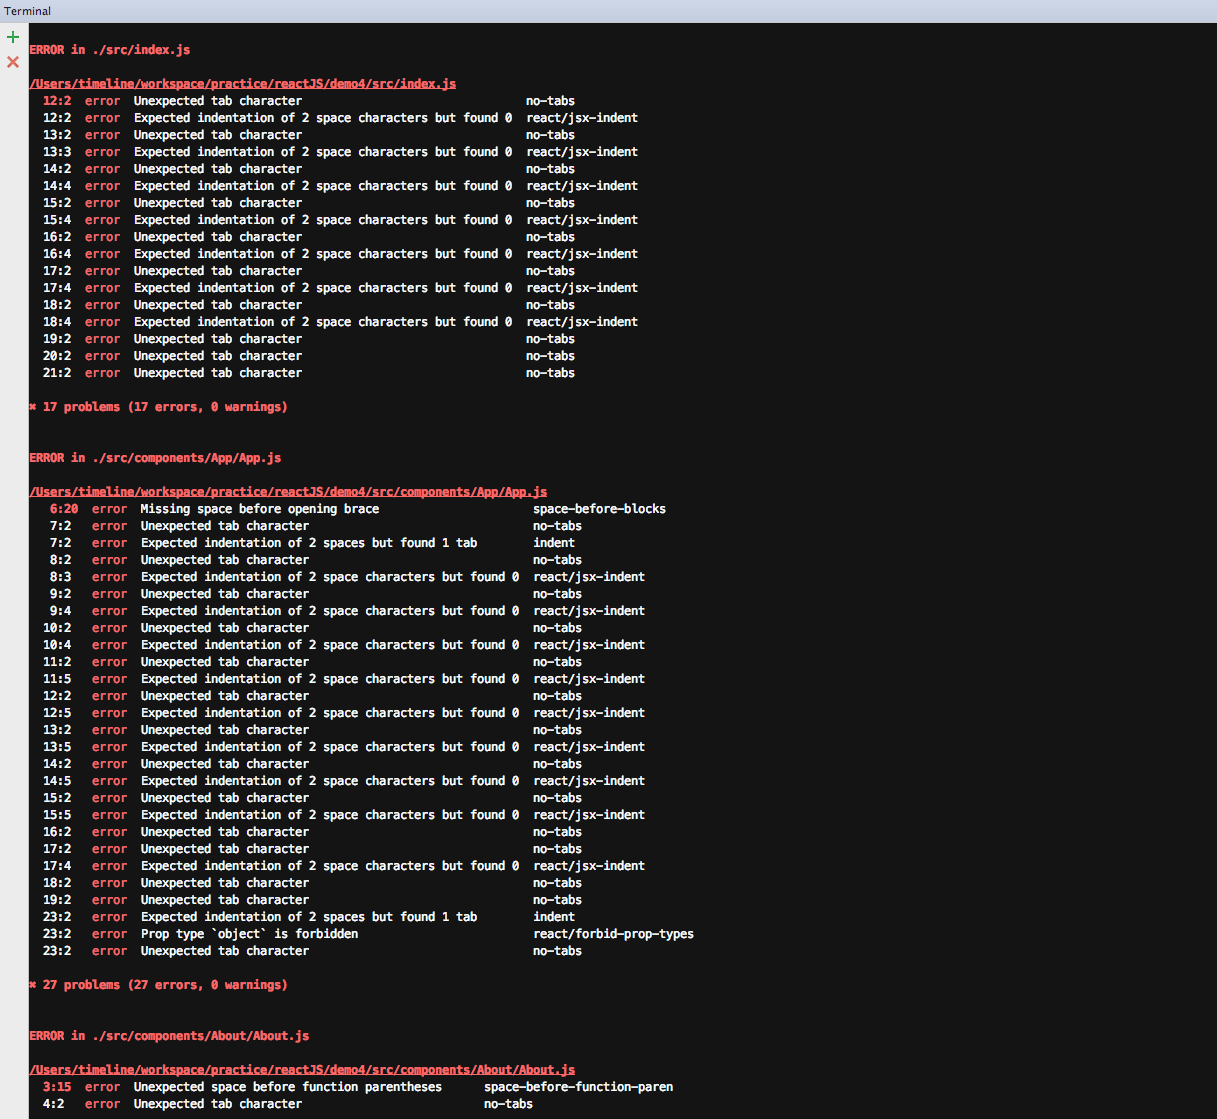 Terminal
ERROR in ./src/index.js
/Users/timeline/workspace/practice/reactJS/demo4/src/index.js
12:2 error Unexpected tab character no-tabs
12:2 error Expected indentation of 2 space characters but found 0 react/jsx-indent
13:2 error Unexpected tab character no-tabs
13:3 error Expected indentation of 2 space characters but found 0 react/jsx-indent
14:2 error Unexpected tab character no-tabs
14:4 error Expected indentation of 2 space characters but found 0 react/jsx-indent
15:2 error Unexpected tab character no-tabs
15:4 error Expected indentation of 2 space characters but found 0 react/jsx-indent
16:2 error Unexpected tab character no-tabs
16:4 error Expected indentation of 2 space characters but found 0 react/jsx-indent
17:2 error Unexpected tab character no-tabs
17:4 error Expected indentation of 2 space characters but found 0 react/jsx-indent
18:2 error Unexpected tab character no-tabs
18:4 error Expected indentation of 2 space characters but found 0 react/jsx-indent
19:2 error Unexpected tab character no-tabs
20:2 error Unexpected tab character no-tabs
21:2 error Unexpected tab character no-tabs
✖ 17 problems (17 errors, 0 warnings)
ERROR in ./src/components/App/App.js
/Users/timeline/workspace/practice/reactJS/demo4/src/components/App/App.js
6:20 error Missing space before opening brace space-before-blocks
7:2 error Unexpected tab character no-tabs
7:2 error Expected indentation of 2 spaces but found 1 tab indent
8:2 error Unexpected tab character no-tabs
8:3 error Expected indentation of 2 space characters but found 0 react/jsx-indent
9:2 error Unexpected tab character no-tabs
9:4 error Expected indentation of 2 space characters but found 0 react/jsx-indent
10:2 error Unexpected tab character no-tabs
10:4 error Expected indentation of 2 space characters but found 0 react/jsx-indent
11:2 error Unexpected tab character no-tabs
11:5 error Expected indentation of 2 space characters but found 0 react/jsx-indent
12:2 error Unexpected tab character no-tabs
12:5 error Expected indentation of 2 space characters but found 0 react/jsx-indent
13:2 error Unexpected tab character no-tabs
13:5 error Expected indentation of 2 space characters but found 0 react/jsx-indent
14:2 error Unexpected tab character no-tabs
14:5 error Expected indentation of 2 space characters but found 0 react/jsx-indent
15:2 error Unexpected tab character no-tabs
15:5 error Expected indentation of 2 space characters but found 0 react/jsx-indent
16:2 error Unexpected tab character no-tabs
17:2 error Unexpected tab character no-tabs
17:4 error Expected indentation of 2 space characters but found 0 react/jsx-indent
18:2 error Unexpected tab character no-tabs
19:2 error Unexpected tab character no-tabs
23:2 error Expected indentation of 2 spaces but found 1 tab indent
23:2 error Prop type `object` is forbidden react/forbid-prop-types
23:2 error Unexpected tab character no-tabs
✖ 27 problems (27 errors, 0 warnings)
ERROR in ./src/components/About/About.js
/Users/timeline/workspace/practice/reactJS/demo4/src/components/About/About.js
3:15 error Unexpected space before function parentheses space-before-function-paren
4:2 error Unexpected tab character no-tabs